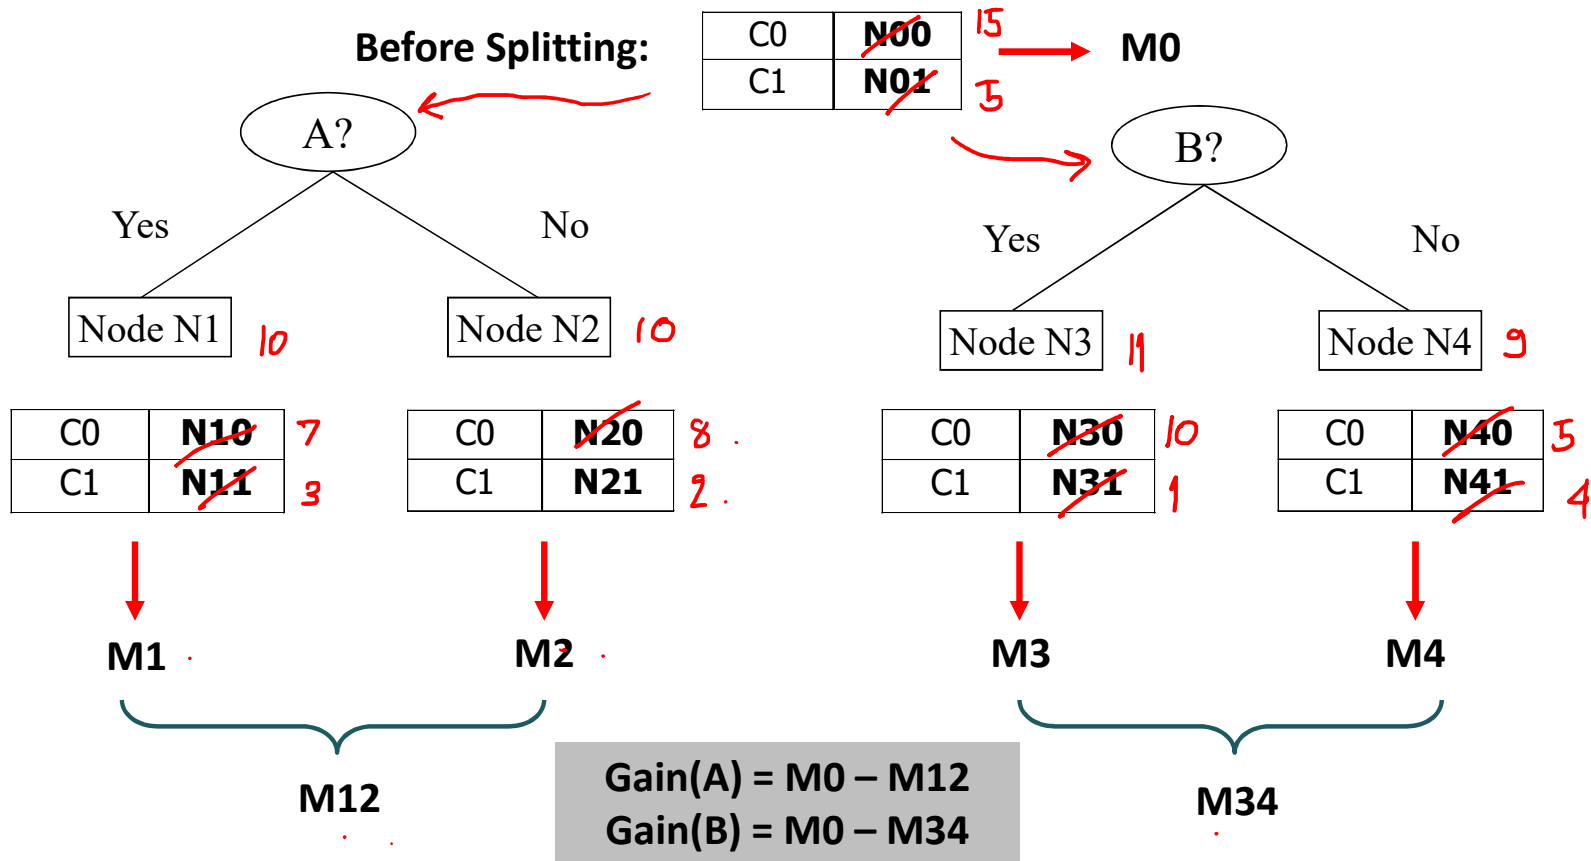 Before Splitting:
C0 N00 15
C1 N01 5
M0
A?
B?
Yes No
Yes No
Node N1 10
Node N2 10
Node N3 11
Node N4 9
C0 N10 7
C1 N11 3
C0 N20 8
C1 N21 2
C0 N30 10
C1 N31 1
C0 N40 5
C1 N41 4
M1
M2
M3
M4
M12
M34
Gain(A) = M0 – M12
Gain(B) = M0 – M34